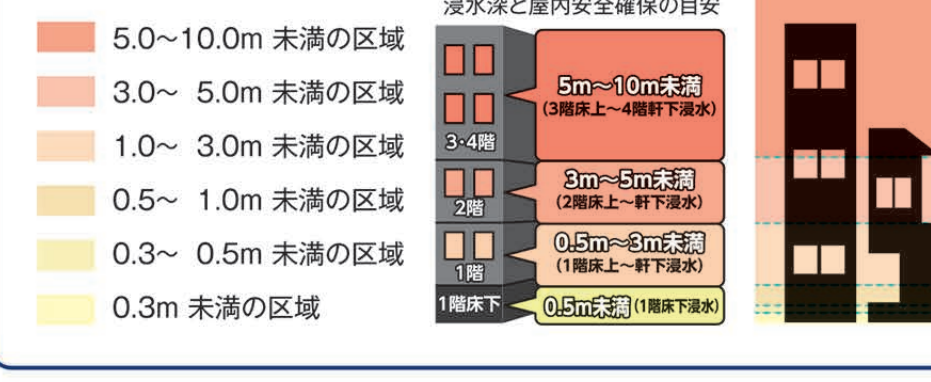 5.0〜10.0m 未満の区域
3.0〜 5.0m 未満の区域
1.0〜 3.0m 未満の区域
0.5〜 1.0m 未満の区域
0.3〜 0.5m 未満の区域
0.3m 未満の区域
浸水深と屋内安全確保の目安
3・4階
5m〜10m未満
(3階床上〜4階軒下浸水)
2階
3m〜5m未満
(2階床上〜軒下浸水)
1階
0.5m〜3m未満
(1階床上〜軒下浸水)
1階床下
0.5m未満(1階床下浸水)